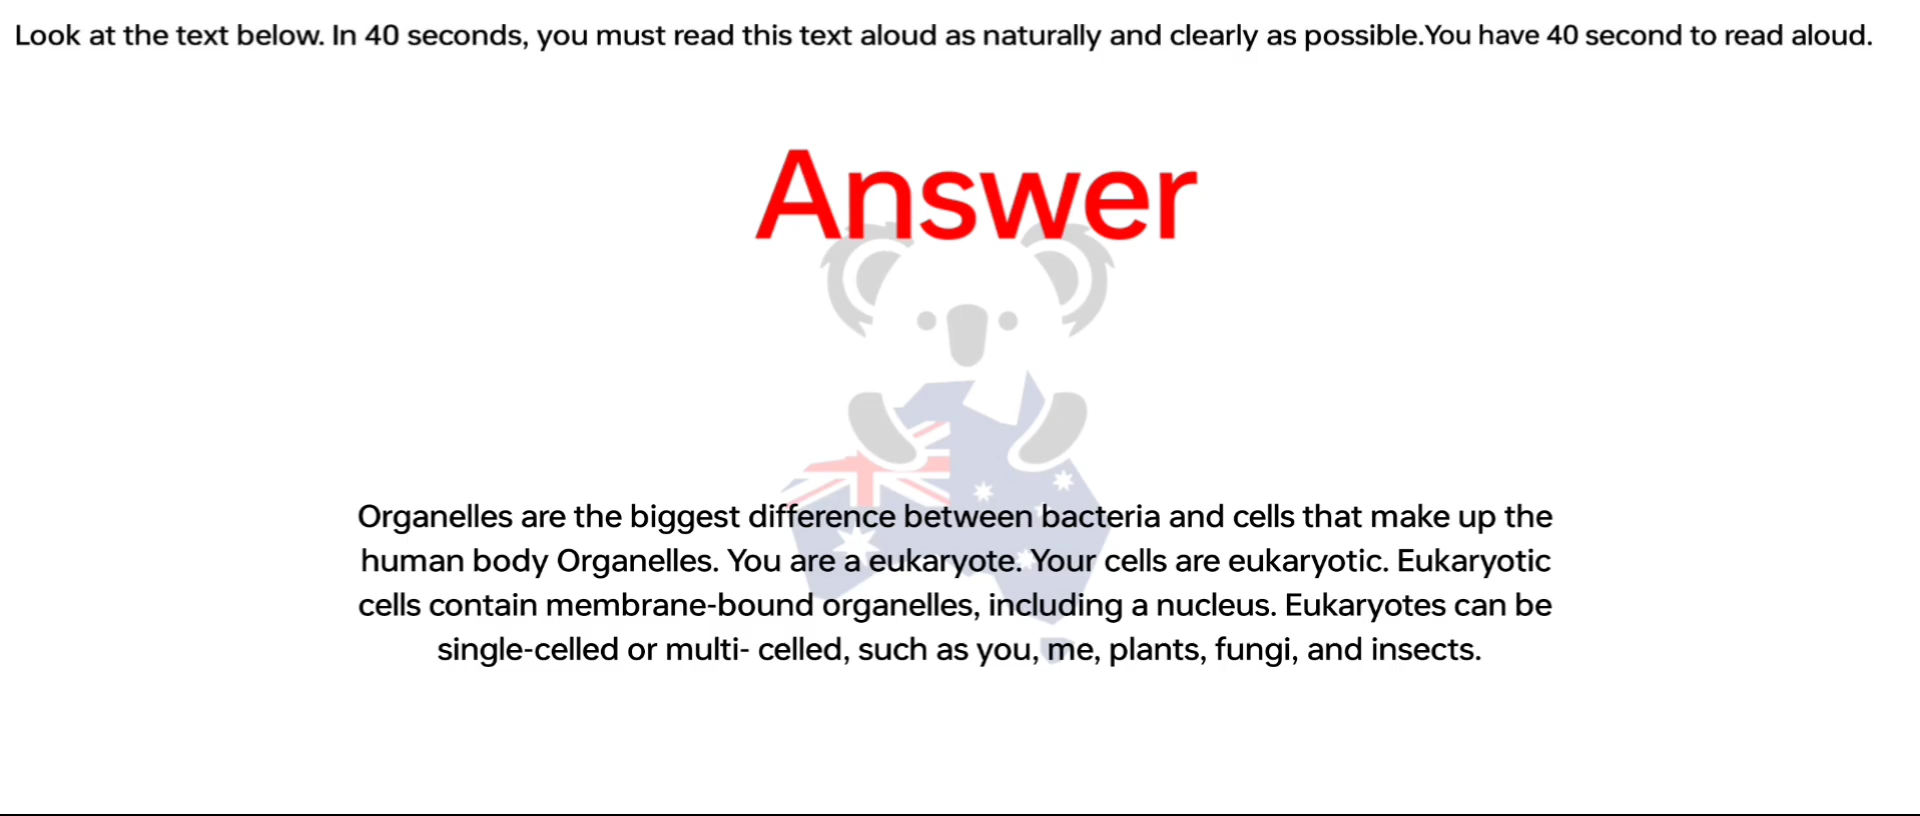 Look at the text below. In 40 seconds, you must read this text aloud as naturally and clearly as possible.You have 40 second to read aloud.
Answer
Organelles are the biggest difference between bacteria and cells that make up the
human body Organelles. You are a eukaryote. Your cells are eukaryotic. Eukaryotic
cells contain membrane-bound organelles, including a nucleus. Eukaryotes can be
single-celled or multi- celled, such as you, me, plants, fungi, and insects.